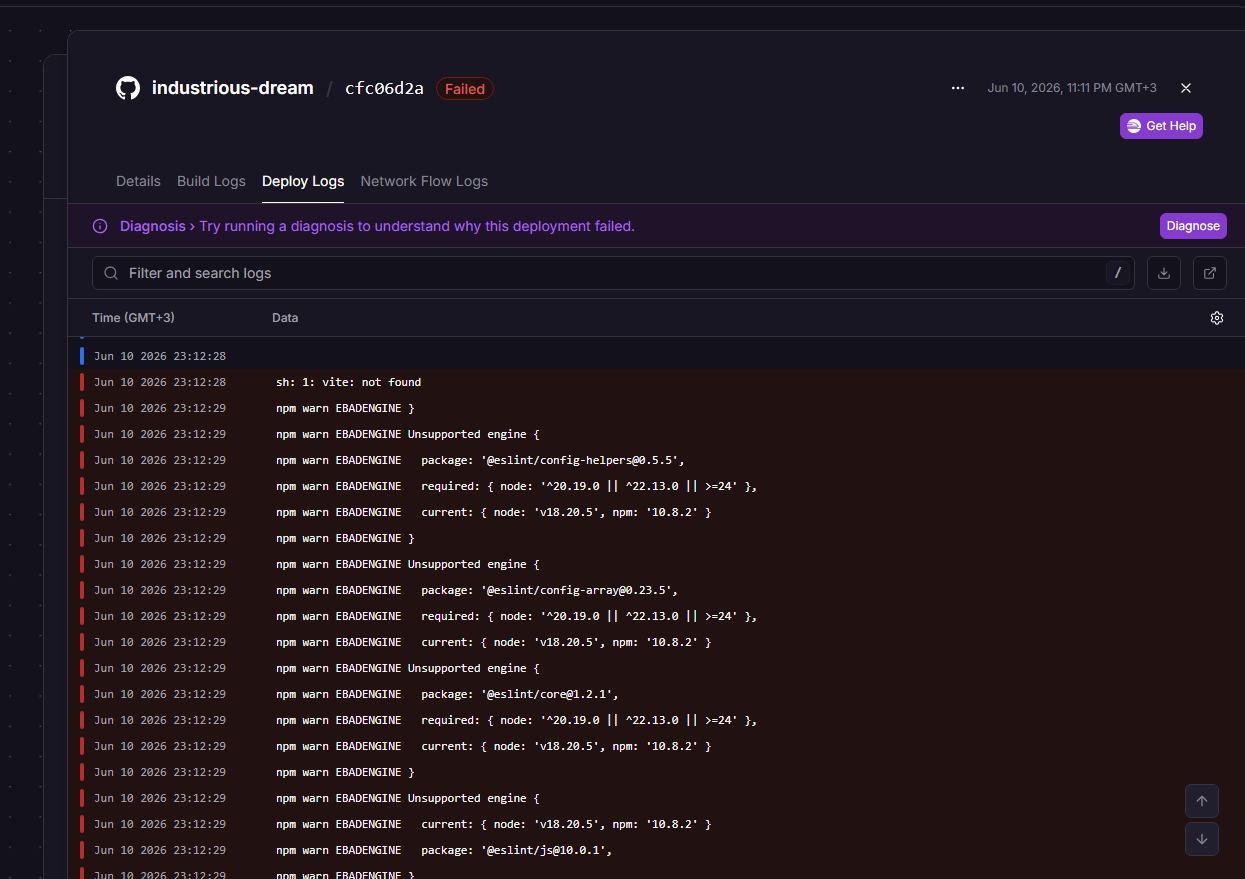 industrious-dream / cfc06d2a Failed
Jun 10, 2026, 11:11 PM GMT+3
Get Help
Details Build Logs Deploy Logs Network Flow Logs
Diagnosis › Try running a diagnosis to understand why this deployment failed.
Diagnose
Filter and search logs /
Time (GMT+3) Data
Jun 10 2026 23:12:28
Jun 10 2026 23:12:28 sh: 1: vite: not found
Jun 10 2026 23:12:29 npm warn EBADENGINE }
Jun 10 2026 23:12:29 npm warn EBADENGINE Unsupported engine {
Jun 10 2026 23:12:29 npm warn EBADENGINE   package: '@eslint/config-helpers@0.5.5',
Jun 10 2026 23:12:29 npm warn EBADENGINE   required: { node: '^20.19.0 || ^22.13.0 || >=24' },
Jun 10 2026 23:12:29 npm warn EBADENGINE   current: { node: 'v18.20.5', npm: '10.8.2' }
Jun 10 2026 23:12:29 npm warn EBADENGINE }
Jun 10 2026 23:12:29 npm warn EBADENGINE Unsupported engine {
Jun 10 2026 23:12:29 npm warn EBADENGINE   package: '@eslint/config-array@0.23.5',
Jun 10 2026 23:12:29 npm warn EBADENGINE   required: { node: '^20.19.0 || ^22.13.0 || >=24' },
Jun 10 2026 23:12:29 npm warn EBADENGINE   current: { node: 'v18.20.5', npm: '10.8.2' }
Jun 10 2026 23:12:29 npm warn EBADENGINE Unsupported engine {
Jun 10 2026 23:12:29 npm warn EBADENGINE   package: '@eslint/core@1.2.1',
Jun 10 2026 23:12:29 npm warn EBADENGINE   required: { node: '^20.19.0 || ^22.13.0 || >=24' },
Jun 10 2026 23:12:29 npm warn EBADENGINE   current: { node: 'v18.20.5', npm: '10.8.2' }
Jun 10 2026 23:12:29 npm warn EBADENGINE }
Jun 10 2026 23:12:29 npm warn EBADENGINE Unsupported engine {
Jun 10 2026 23:12:29 npm warn EBADENGINE   current: { node: 'v18.20.5', npm: '10.8.2' }
Jun 10 2026 23:12:29 npm warn EBADENGINE   package: '@eslint/js@10.0.1',
Jun 10 2026 23:12:29 npm warn EBADENGINE }